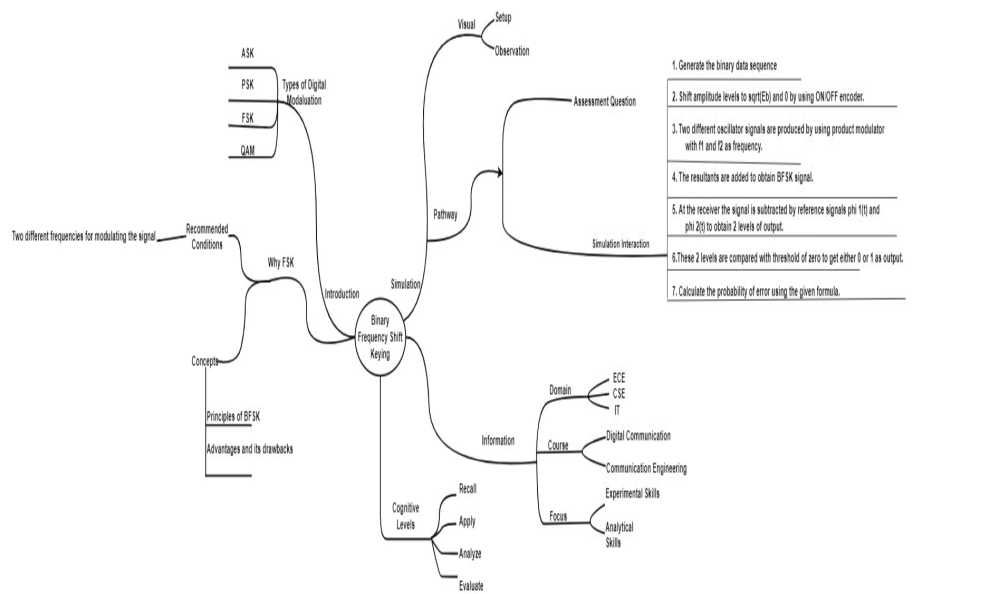 Visual
Setup
Observation
ASK
PSK
FSK
QAM
Types of Digital
Modaluation
Assessment Question
1. Generate the binary data sequence
2. Shift amplitude levels to sqrt(Eb) and 0 by using ON/OFF encoder.
3. Two different oscillator signals are produced by using product modulator
with f1 and f2 as frequency.
4. The resultants are added to obtain BFSK signal.
5. At the receiver the signal is subtracted by reference signals phi 1(t) and
phi 2(t) to obtain 2 levels of output.
6.These 2 levels are compared with threshold of zero to get either 0 or 1 as output.
7. Calculate the probability of error using the given formula.
Pathway
Simulation Interaction
Two different frequencies for modulating the signal
Recommended
Conditions
Why FSK
Introduction
Simulation
Binary
Frequency Shift
Keying
Concepts
Principles of BFSK
Advantages and its drawbacks
Information
Domain
ECE
CSE
IT
Course
Digital Communication
Communication Engineering
Focus
Experimental Skills
Analytical
Skills
Cognitive
Levels
Recall
Apply
Analyze
Evaluate